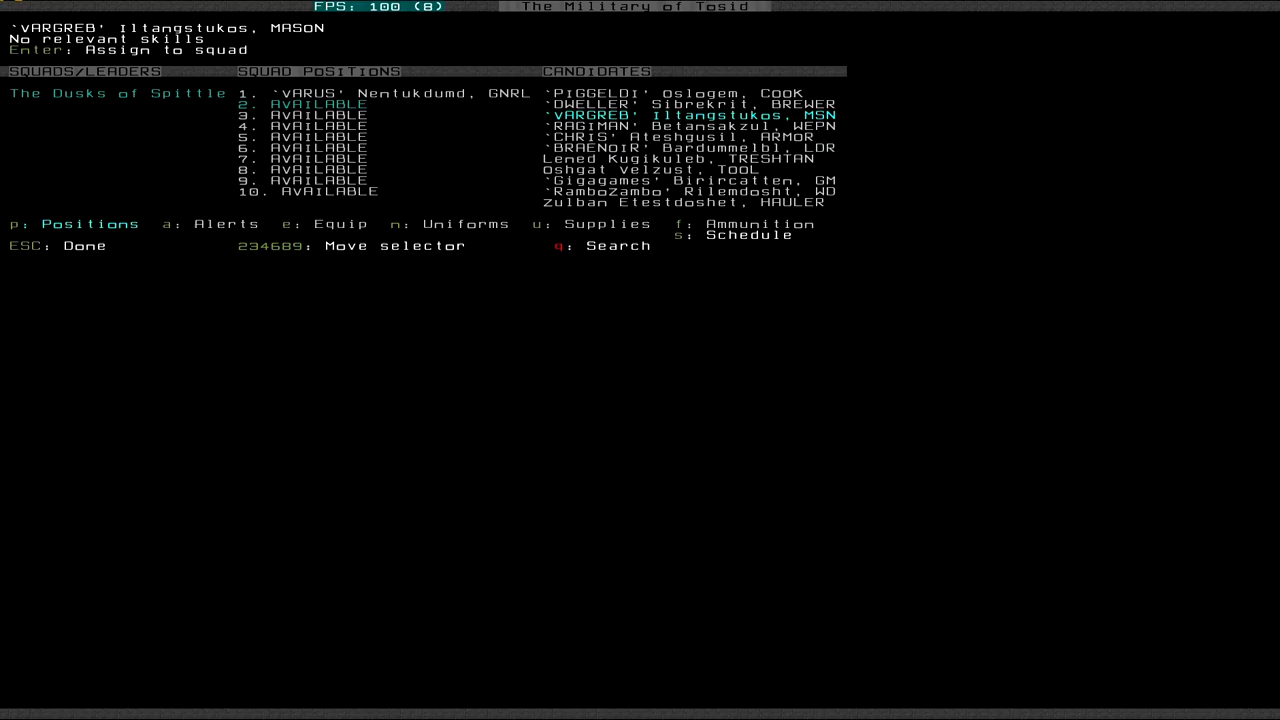 FPS: 100 (8) The Military of Tosid
`VARGREB' Iltangstukos, MASON
No relevant skills
Enter: Assign to squad
SQUADS/LEADERS SQUAD POSITIONS CANDIDATES
The Dusks of Spittle 1. `VARUS' Nentukdumd, GNRL `PIGGELDI' Oslogem, COOK
2. AVAILABLE `DWELLER' Sibrekrit, BREWER
3. AVAILABLE `VARGREB' Iltangstukos, MSN
4. AVAILABLE `RAGIMAN' Betansakzul, WEPN
5. AVAILABLE `CHRIS' Ateshgusil, ARMOR
6. AVAILABLE `BRAENOIR' Bardummelbl, LDR
7. AVAILABLE Lened Kugikuleb, TRESHTAN
8. AVAILABLE Oshgat Velzust, TOOL
9. AVAILABLE `Gigagames' Birircatten, GM
10. AVAILABLE `RamboZambo' Rilemdosht, WD
Zulban Etestdoshet, HAULER
p: Positions a: Alerts e: Equip n: Uniforms u: Supplies f: Ammunition
s: Schedule
ESC: Done 234689: Move selector q: Search